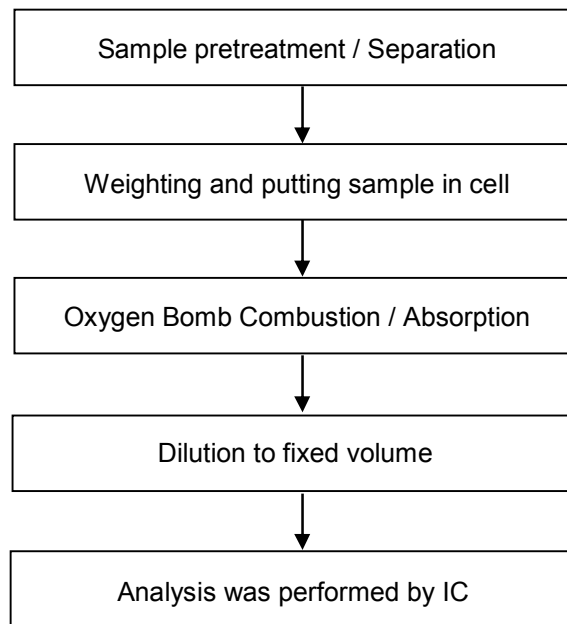 Sample pretreatment / Separation
Weighting and putting sample in cell
Oxygen Bomb Combustion / Absorption
Dilution to fixed volume
Analysis was performed by IC